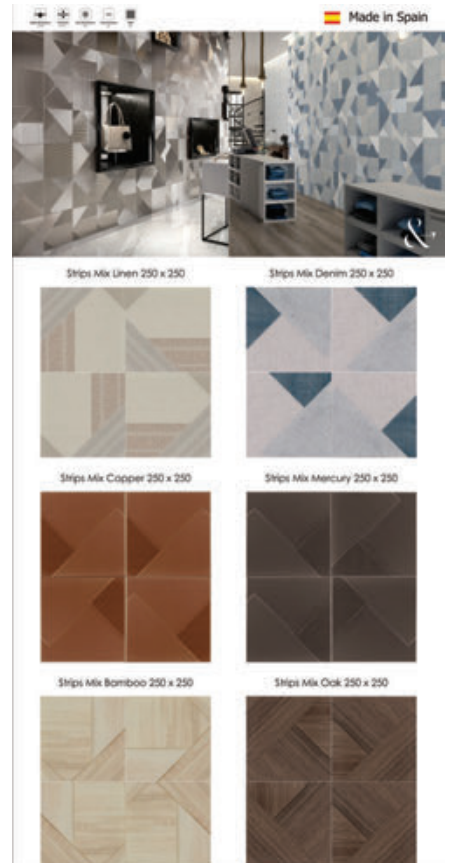 Made in Spain
&
Strips Mix Linen 250 x 250
Strips Mix Denim 250 x 250
Strips Mix Copper 250 x 250
Strips Mix Mercury 250 x 250
Strips Mix Bamboo 250 x 250
Strips Mix Oak 250 x 250